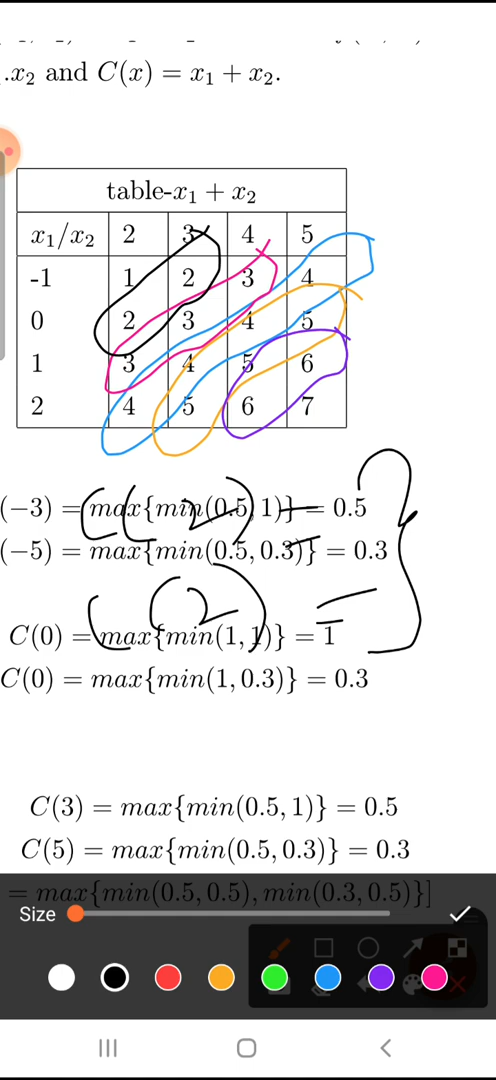 .x₂ and C(x) = x₁ + x₂.
table-x₁ + x₂
x₁/x₂ 2 3 4 5
-1 1 2 3 4
0 2 3 4 5
1 3 4 5 6
2 4 5 6 7
(−3) = max{min(0.5, 1)} = 0.5
(−5) = max{min(0.5, 0.3)} = 0.3
C(0) = max{min(1, 1)} = 1
C(0) = max{min(1, 0.3)} = 0.3
C(3) = max{min(0.5, 1)} = 0.5
C(5) = max{min(0.5, 0.3)} = 0.3
= max{min(0.5, 0.5), min(0.3, 0.5)}]
Size